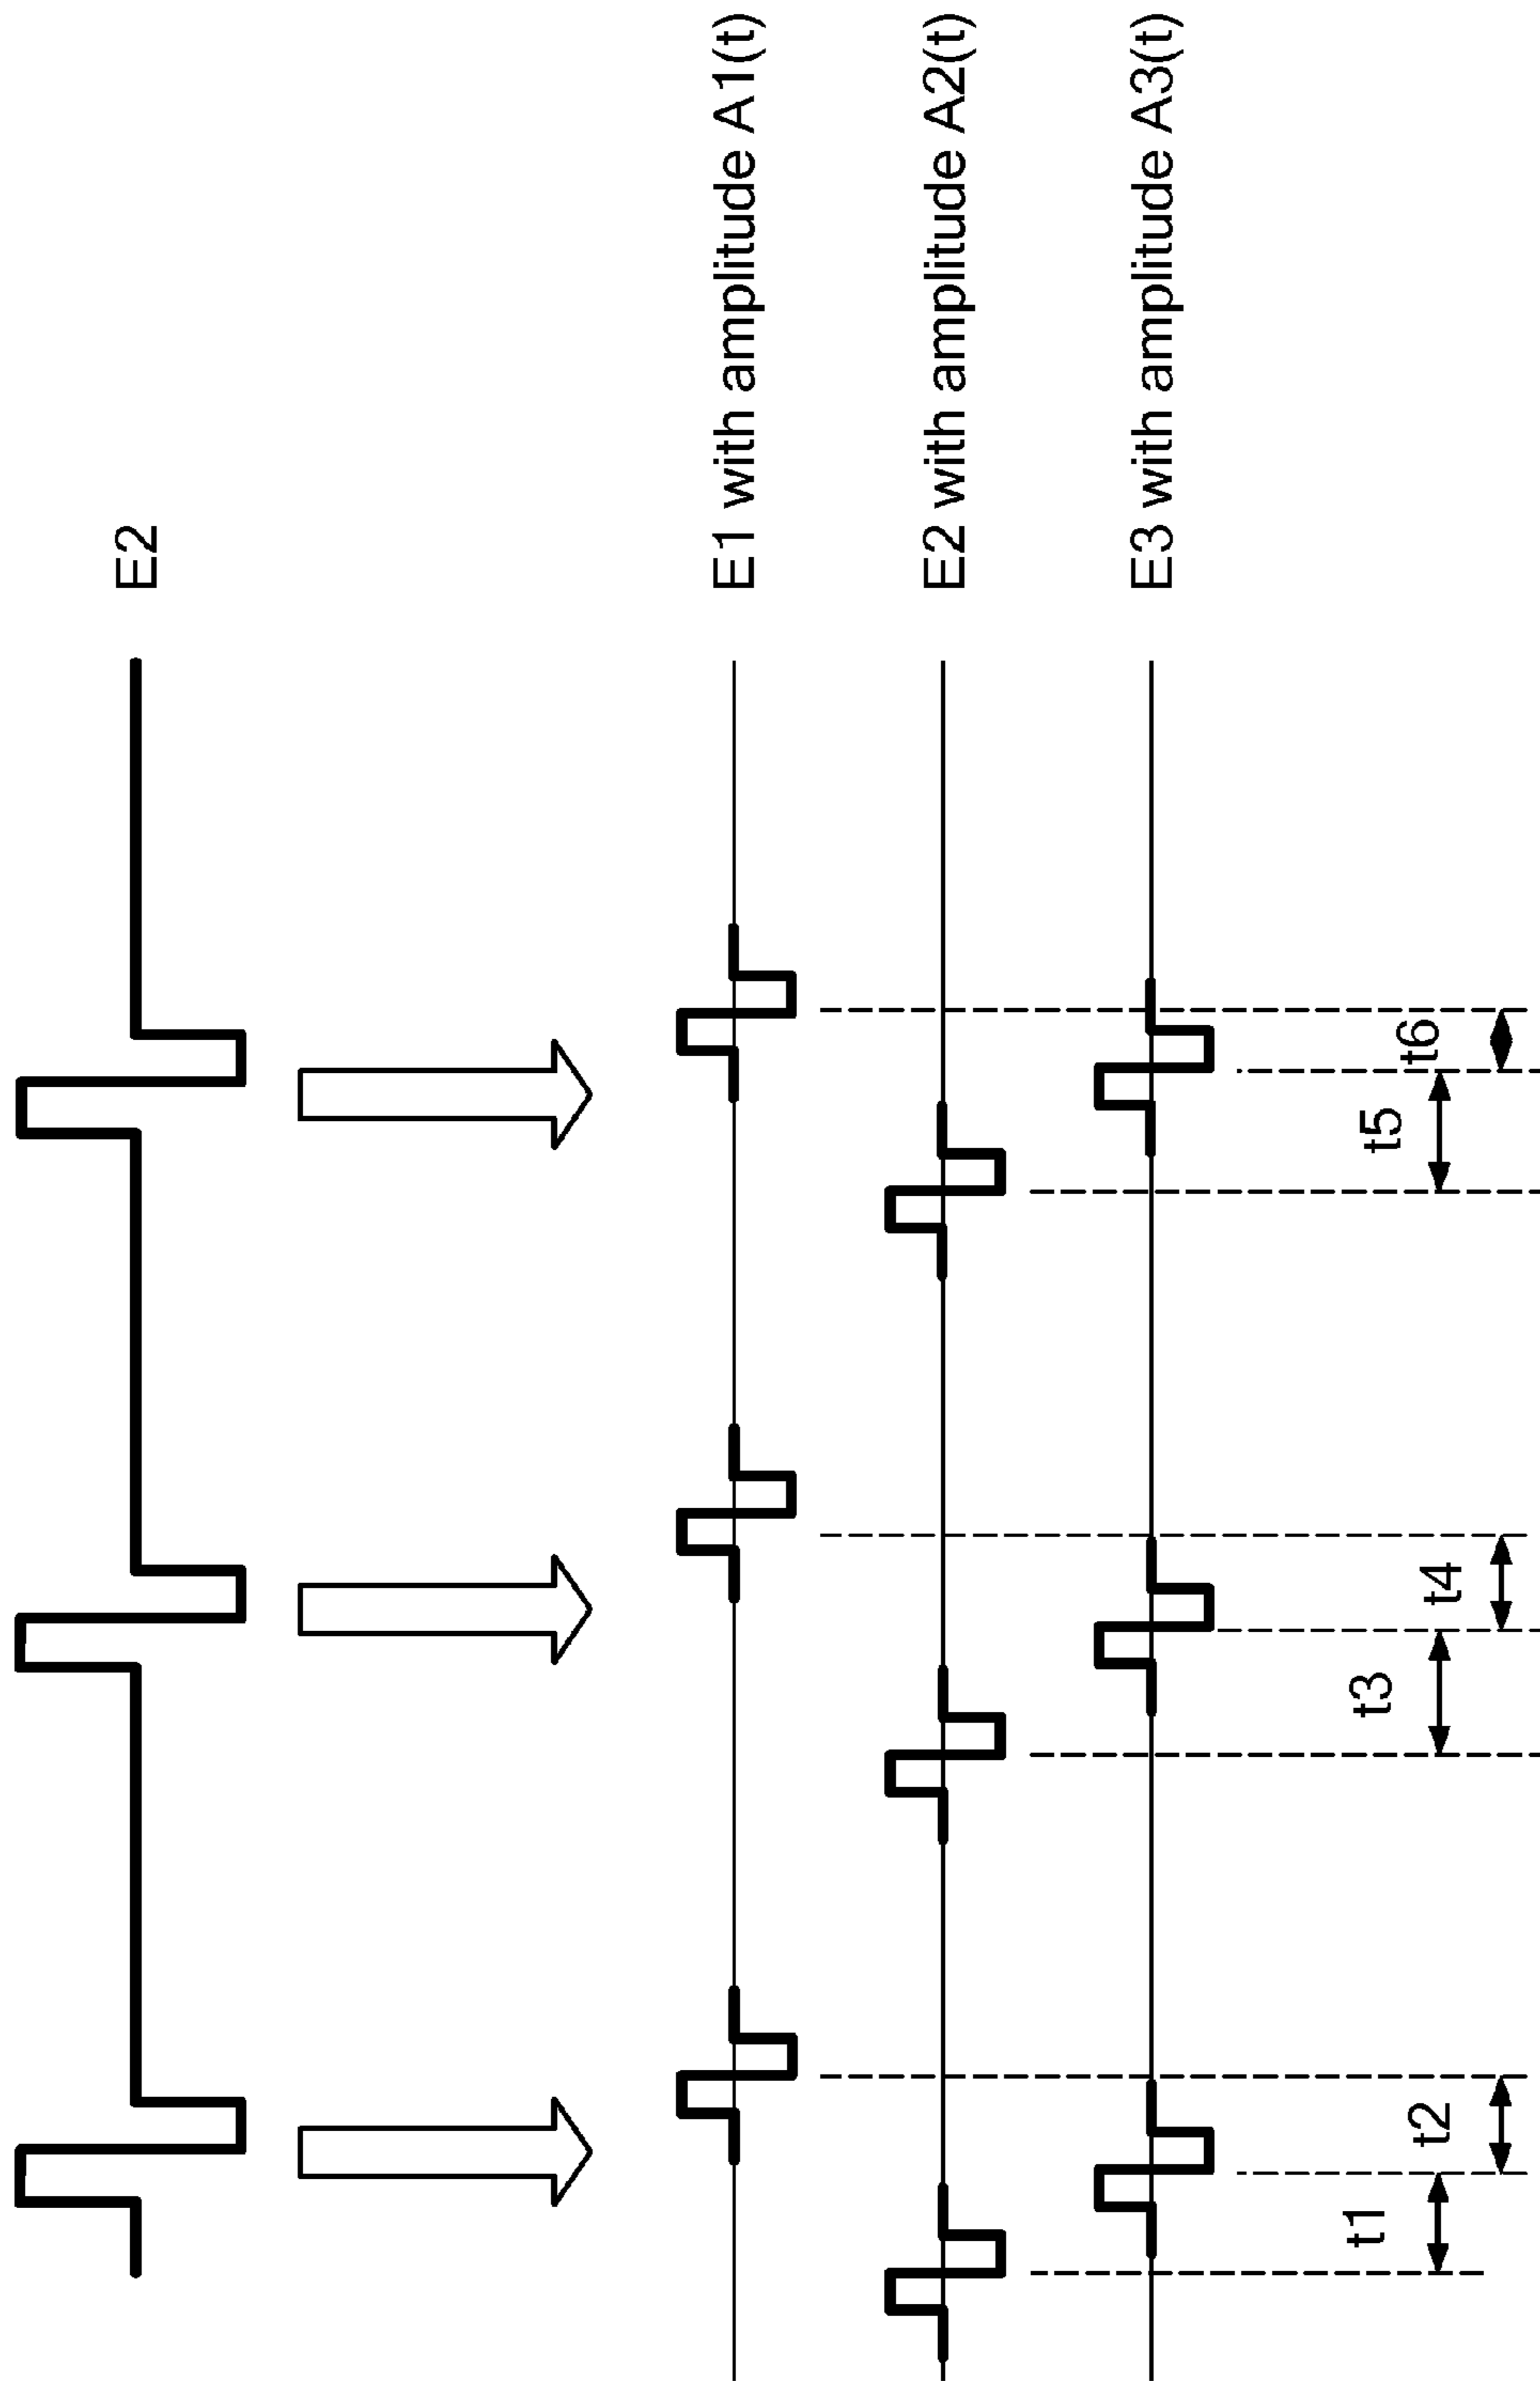 E2
E1 with amplitude A1(t)
E2 with amplitude A2(t)
E3 with amplitude A3(t)
t1
t2
t3
t4
t5
t6